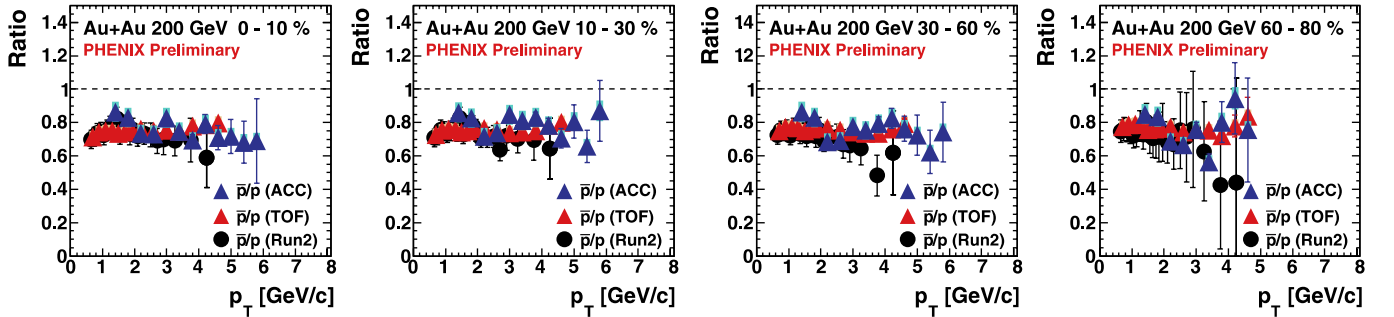 Ratio
1.4
1.2
1
0.8
0.6
0.4
0.2
0
Au+Au 200 GeV 0 - 10 %
PHENIX Preliminary
p̅/p (ACC)
p̅/p (TOF)
p̅/p (Run2)
0 1 2 3 4 5 6 7 8
p_T [GeV/c]
Ratio
1.4
1.2
1
0.8
0.6
0.4
0.2
0
Au+Au 200 GeV 10 - 30 %
PHENIX Preliminary
p̅/p (ACC)
p̅/p (TOF)
p̅/p (Run2)
0 1 2 3 4 5 6 7 8
p_T [GeV/c]
Ratio
1.4
1.2
1
0.8
0.6
0.4
0.2
0
Au+Au 200 GeV 30 - 60 %
PHENIX Preliminary
p̅/p (ACC)
p̅/p (TOF)
p̅/p (Run2)
0 1 2 3 4 5 6 7 8
p_T [GeV/c]
Ratio
1.4
1.2
1
0.8
0.6
0.4
0.2
0
Au+Au 200 GeV 60 - 80 %
PHENIX Preliminary
p̅/p (ACC)
p̅/p (TOF)
p̅/p (Run2)
0 1 2 3 4 5 6 7 8
p_T [GeV/c]